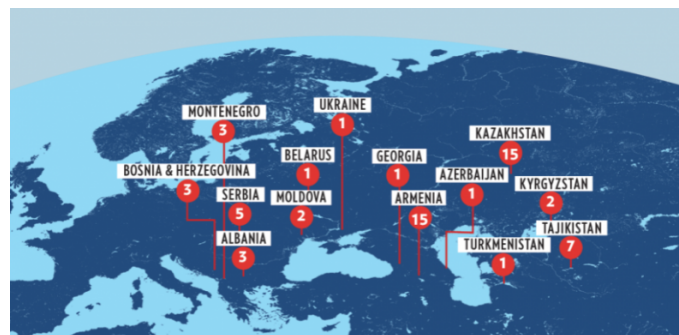 UKRAINE
1
MONTENEGRO
3
KAZAKHSTAN
15
BELARUS
1
GEORGIA
1
BOSNIA & HERZEGOVINA
3
AZERBAIJAN
1
KYRGYZSTAN
2
SERBIA
5
MOLDOVA
2
ARMENIA
15
TAJIKISTAN
7
ALBANIA
3
TURKMENISTAN
1